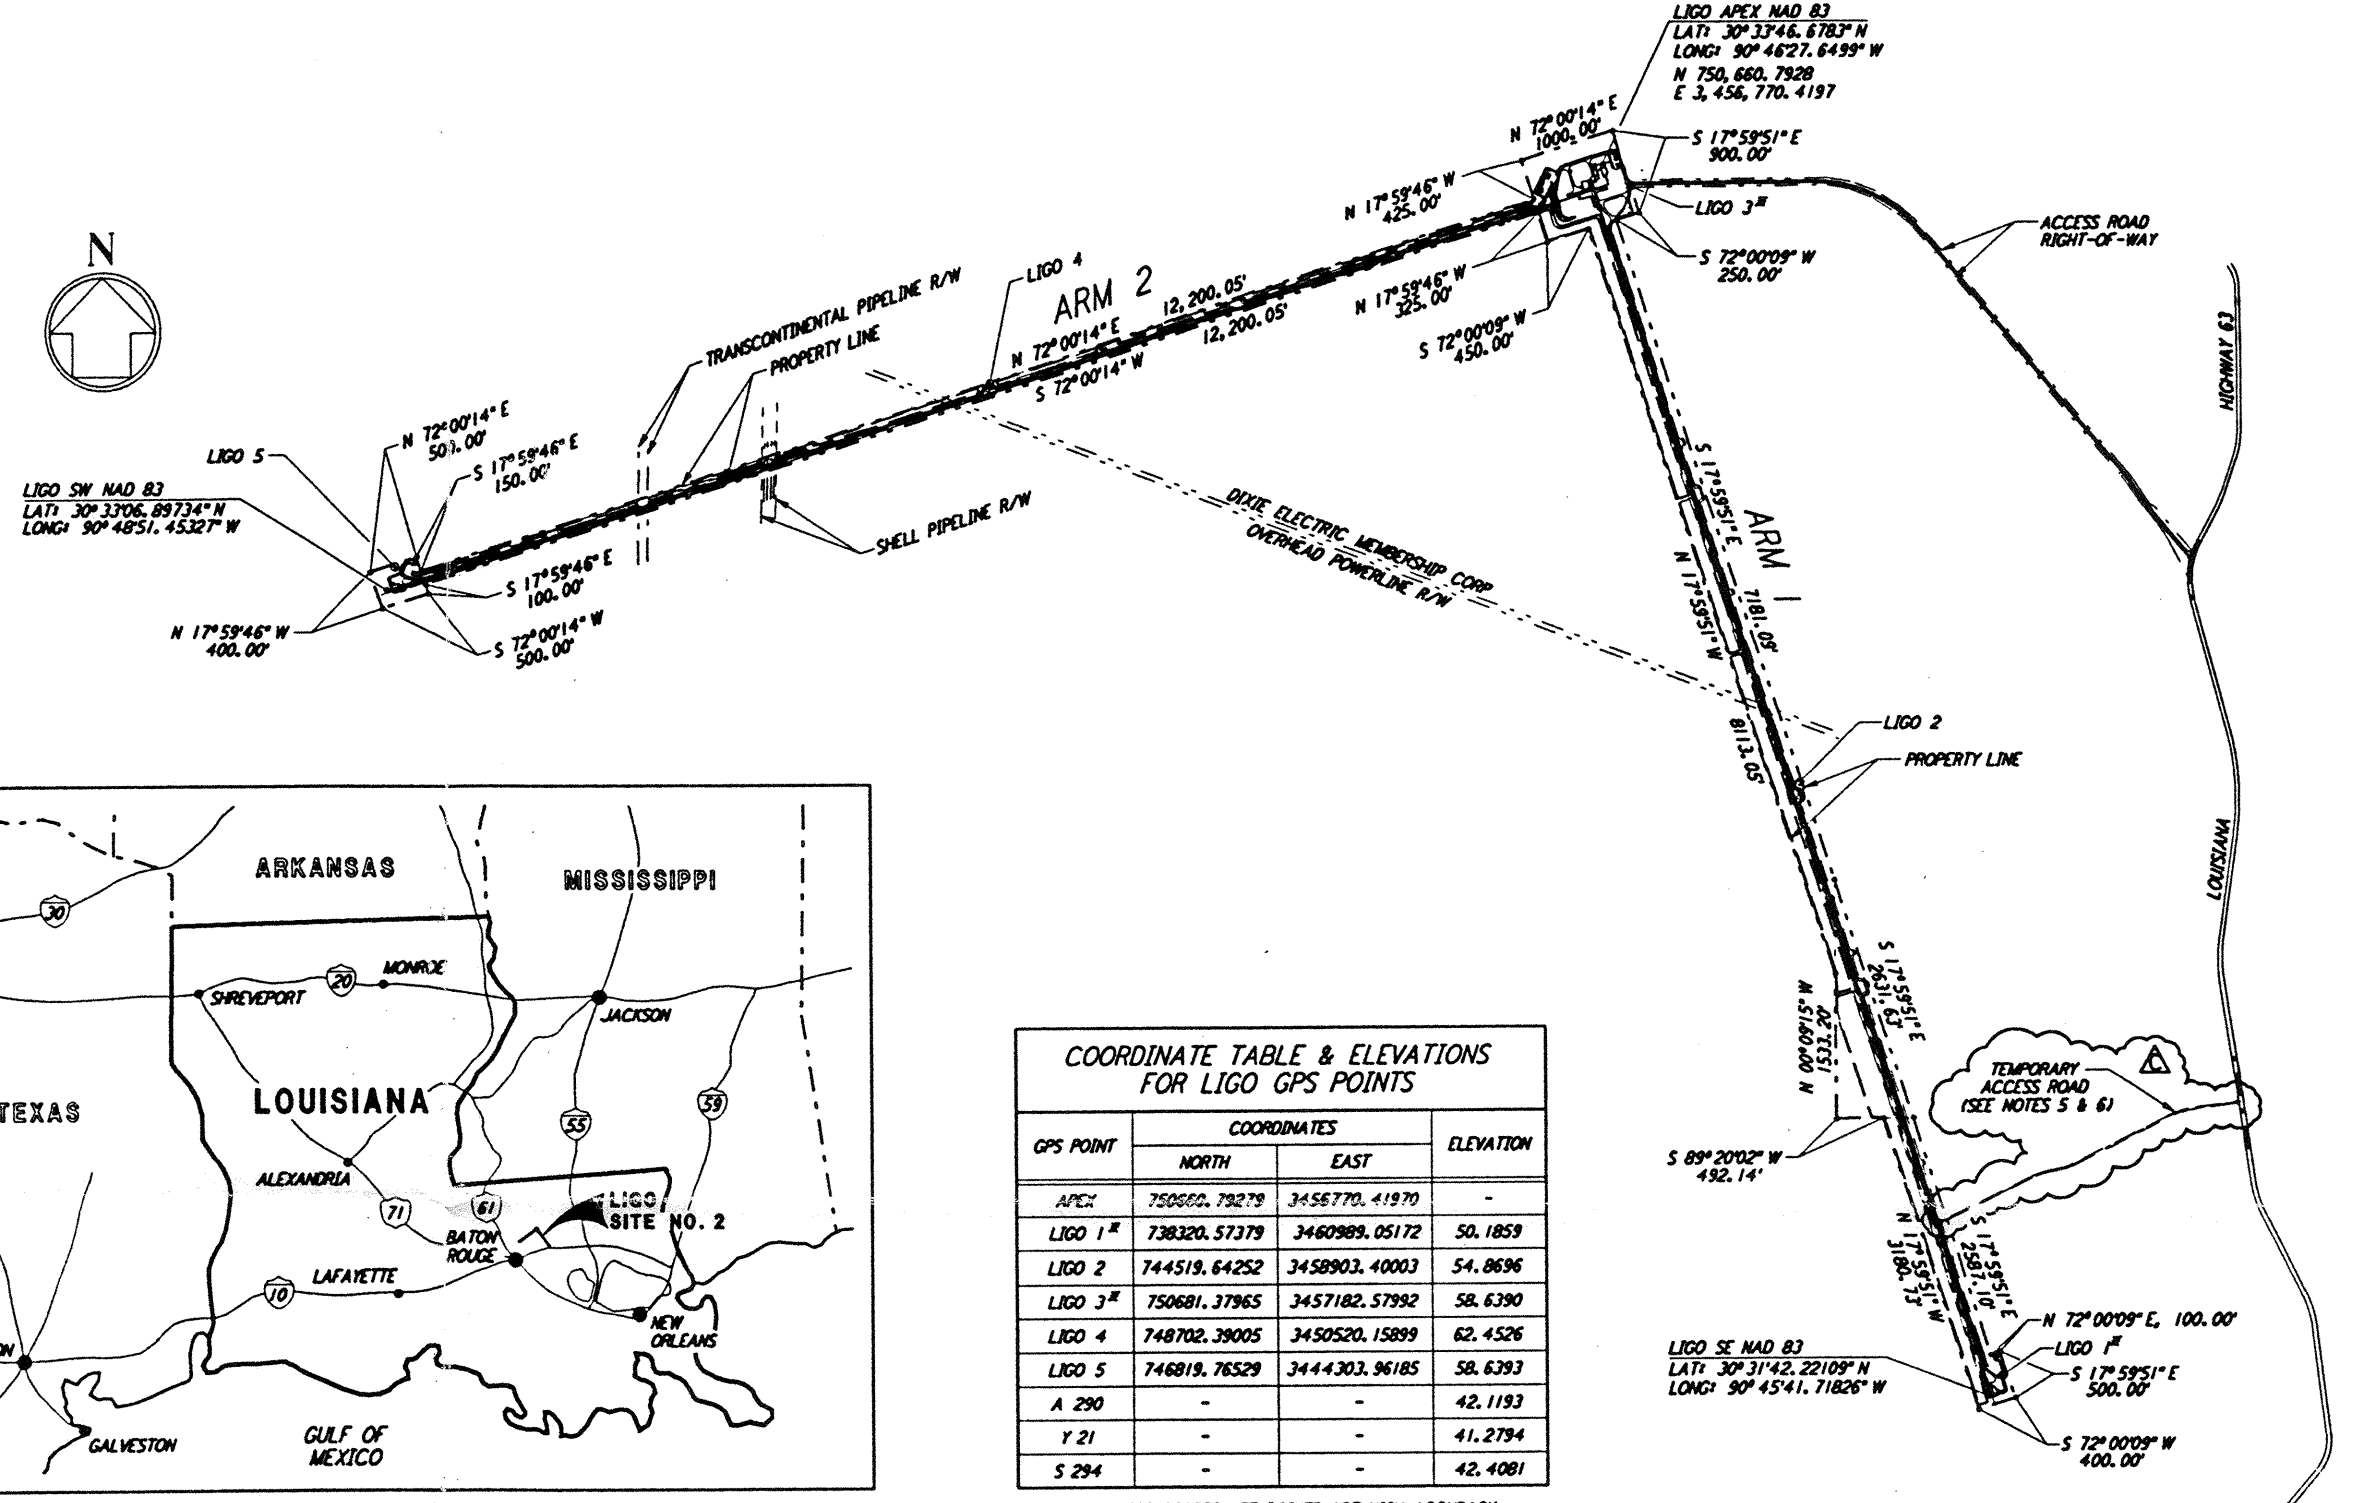 LIGO APEX NAD 83
LAT: 30° 33'46. 6783" N
LONG: 90° 46'27. 6499" W
N 750, 660. 7928
E 3, 456, 770. 4197
N 72° 00'14" E
1000. 00'
S 17° 59'51" E
900. 00'
N 17° 59'46" W
425. 00'
LIGO 3*
ACCESS ROAD
RIGHT-OF-WAY
S 72° 00'09" W
250. 00'
N 17° 59'46" W
325. 00'
S 72° 00'09" W
450. 00'
N
TRANSCONTINENTAL PIPELINE R/W
PROPERTY LINE
LIGO 4
ARM 2
12, 200. 05'
12, 200. 05'
N 72° 00'14" E
S 72° 00'14" W
HIGHWAY 63
LOUISIANA
N 72° 00'14" E
500. 00'
S 17° 59'46" E
150. 00'
LIGO 5
LIGO SW NAD 83
LAT: 30° 33'06. 89734" N
LONG: 90° 48'51. 45327" W
SHELL PIPELINE R/W
S 17° 59'46" E
100. 00'
N 17° 59'46" W
400. 00'
S 72° 00'14" W
500. 00'
DIXIE ELECTRIC MEMBERSHIP CORP
OVERHEAD POWERLINE R/W
S 17° 59'51" E
7181. 09'
ARM 1
N 17° 59'51" W
8113. 05'
LIGO 2
PROPERTY LINE
S 17° 59'51" E
2631. 63'
N 00° 09'15" W
1533. 20'
TEMPORARY
ACCESS ROAD
(SEE NOTES 5 & 6)
C
S 89° 20'02" W
492. 14'
N 17° 59'51" W
3180. 73'
S 17° 59'51" E
2587. 10'
N 72° 00'09" E, 100. 00'
LIGO 1*
S 17° 59'51" E
500. 00'
LIGO SE NAD 83
LAT: 30° 31'42. 22109" N
LONG: 90° 45'41. 71826" W
S 72° 00'09" W
400. 00'
ARKANSAS
MISSISSIPPI
30
20
MONROE
SHREVEPORT
JACKSON
TEXAS
LOUISIANA
55
59
ALEXANDRIA
71
61
LIGO
SITE NO. 2
BATON
ROUGE
LAFAYETTE
10
NEW
ORLEANS
GALVESTON
GULF OF
MEXICO
COORDINATE TABLE & ELEVATIONS
FOR LIGO GPS POINTS
GPS POINT COORDINATES ELEVATION
NORTH EAST
APEX 750660. 79279 3456770. 41970 -
LIGO 1* 738320. 57379 3460989. 05172 50. 1859
LIGO 2 744519. 64252 3458903. 40003 54. 8696
LIGO 3* 750681. 37965 3457182. 57992 58. 6390
LIGO 4 748702. 39005 3450520. 15899 62. 4526
LIGO 5 746819. 76529 3444303. 96185 58. 6393
A 290 - - 42. 1193
Y 21 - - 41. 2794
S 294 - - 42. 4081